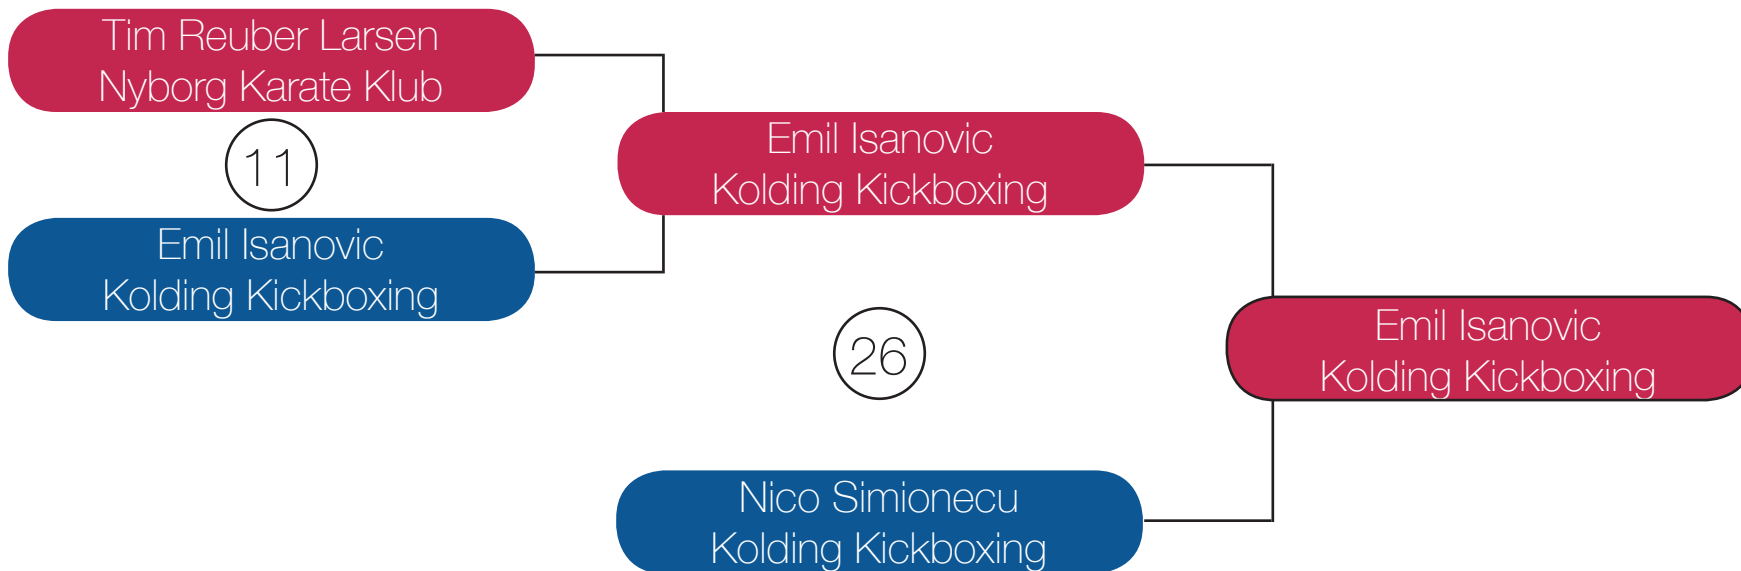 Tim Reuber Larsen
Nyborg Karate Klub
11
Emil Isanovic
Kolding Kickboxing
Emil Isanovic
Kolding Kickboxing
26
Nico Simionecu
Kolding Kickboxing
Emil Isanovic
Kolding Kickboxing